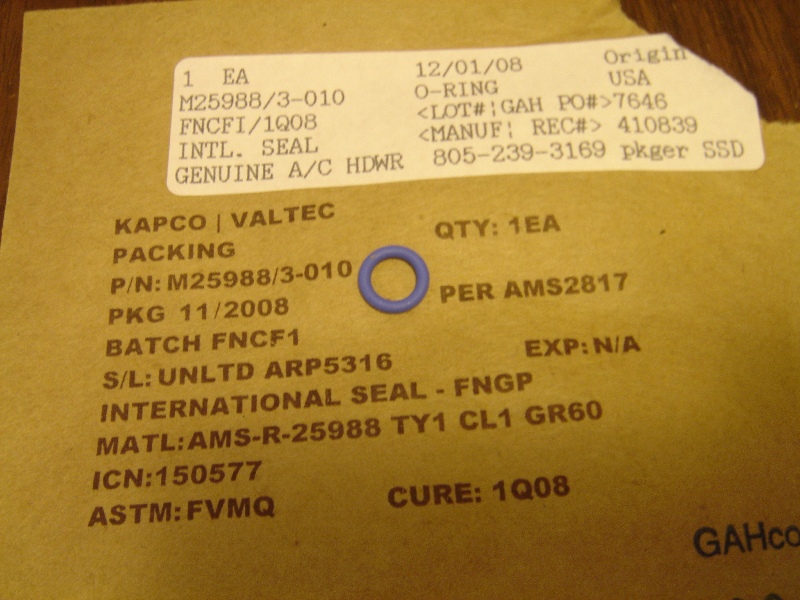 1 EA 12/01/08 Origin
M25988/3-010 O-RING USA
FNCFI/1Q08 <LOT#¦GAH PO#>7646
INTL. SEAL <MANUF¦ REC#> 410839
GENUINE A/C HDWR 805-239-3169 pkger SSD
KAPCO | VALTEC QTY: 1EA
PACKING
P/N: M25988/3-010 PER AMS2817
PKG 11/2008
BATCH FNCF1
S/L: UNLTD ARP5316 EXP: N/A
INTERNATIONAL SEAL - FNGP
MATL: AMS-R-25988 TY1 CL1 GR60
ICN:150577
ASTM: FVMQ CURE: 1Q08
GAHco